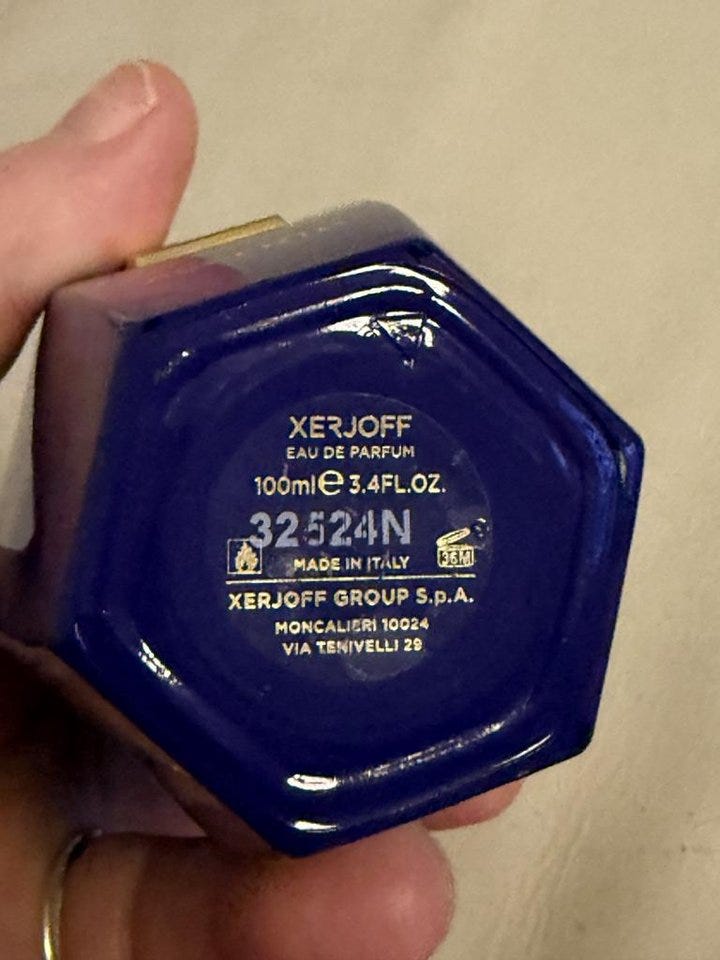 XERJOFF
EAU DE PARFUM
100ml e 3.4FL.OZ.
32524N
MADE IN ITALY
36M
XERJOFF GROUP S.p.A.
MONCALIERI 10024
VIA TENIVELLI 29